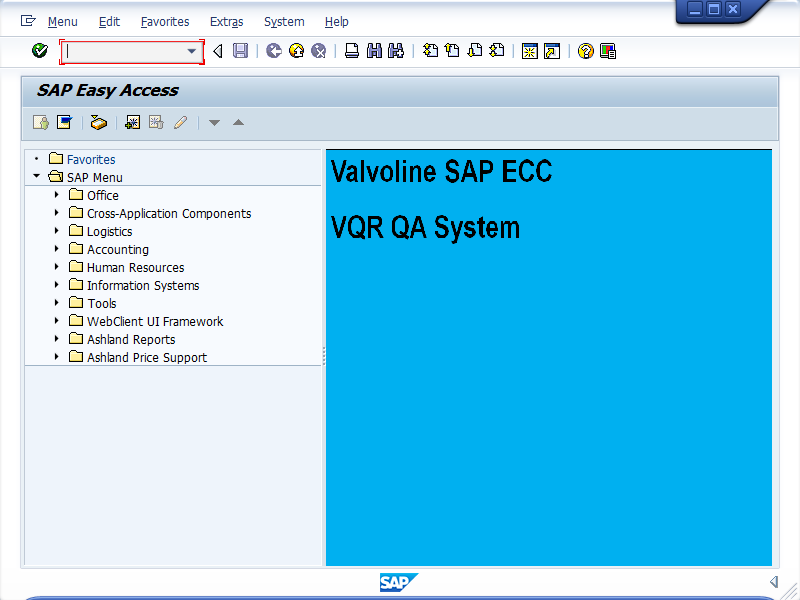 Menu Edit Favorites Extras System Help
SAP Easy Access
Favorites
SAP Menu
Office
Cross-Application Components
Logistics
Accounting
Human Resources
Information Systems
Tools
WebClient UI Framework
Ashland Reports
Ashland Price Support
Valvoline SAP ECC
VQR QA System
SAP